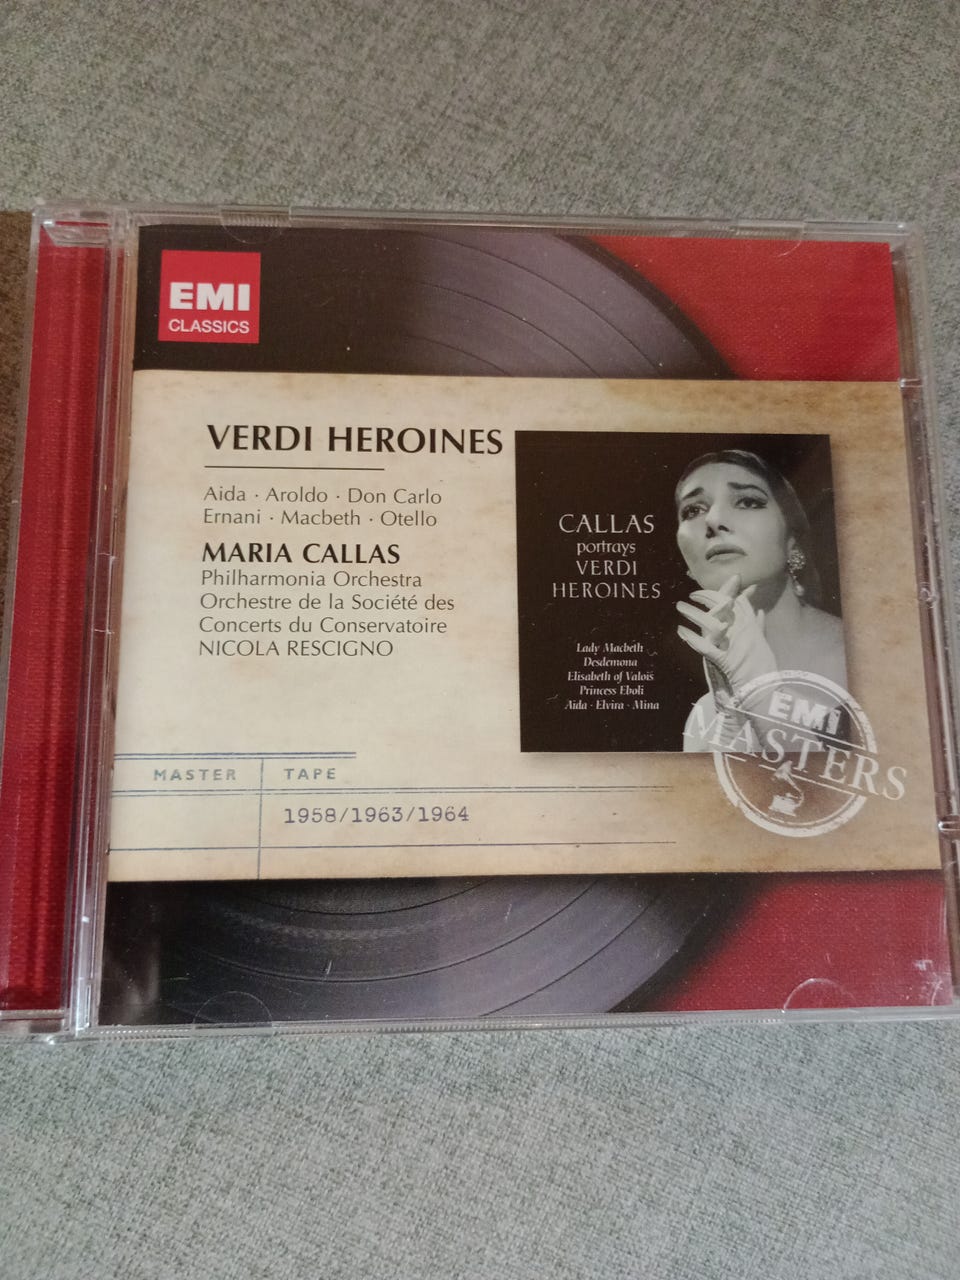 EMI
CLASSICS
VERDI HEROINES
Aida · Aroldo · Don Carlo
Ernani · Macbeth · Otello
MARIA CALLAS
Philharmonia Orchestra
Orchestre de la Société des
Concerts du Conservatoire
NICOLA RESCIGNO
CALLAS
portrays
VERDI
HEROINES
Lady Macbeth
Desdemona
Elisabeth of Valois
Princess Eboli
Aida · Elvira · Mina
EMI
MASTERS
MASTER TAPE
1958/1963/1964